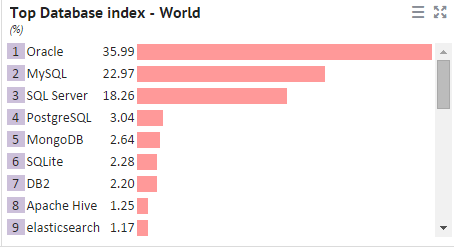 Top Database index - World
(%)
1 Oracle 35.99
2 MySQL 22.97
3 SQL Server 18.26
4 PostgreSQL 3.04
5 MongoDB 2.64
6 SQLite 2.28
7 DB2 2.20
8 Apache Hive 1.25
9 elasticsearch 1.17